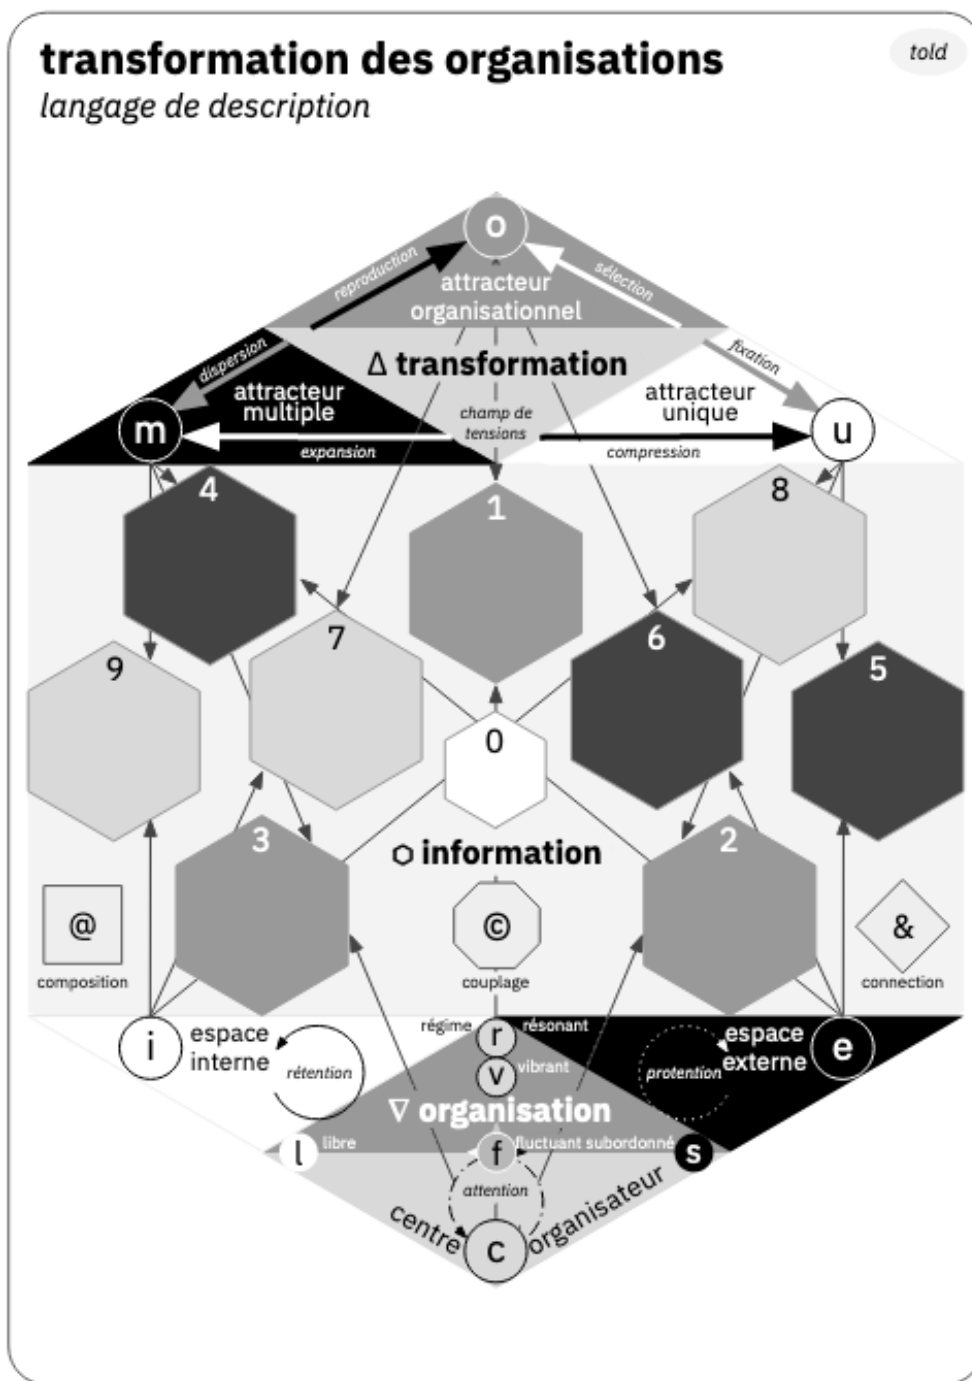 transformation des organisations
told
langage de description
o
reproduction
sélection
attracteur
organisationnel
dispersion
fixation
Δ transformation
attracteur
multiple
attracteur
unique
m
champ de
tensions
u
expansion
compression
4
1
8
9
7
6
5
0
3
2
information
@
©
&
composition
couplage
connection
régime
résonant
i
espace
interne
r
espace
externe
e
rétention
v
vibrant
protention
∇ organisation
l
libre
f
fluctuant subordonné
s
attention
centre
c
organisateur